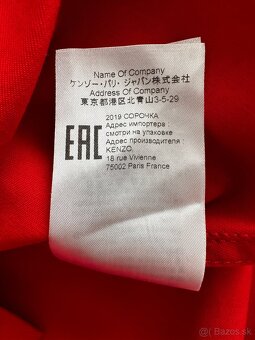 Name Of Company
ケンゾー・パリ・ジャパン株式会社
Address Of Company
東京都港区北青山3-5-29
EAC
2019 СОРОЧКА
Адрес импортера :
смотри на упаковке
Адрес производителя :
KENZO,
18 rue Vivienne
75002 Paris France
Bazos.sk